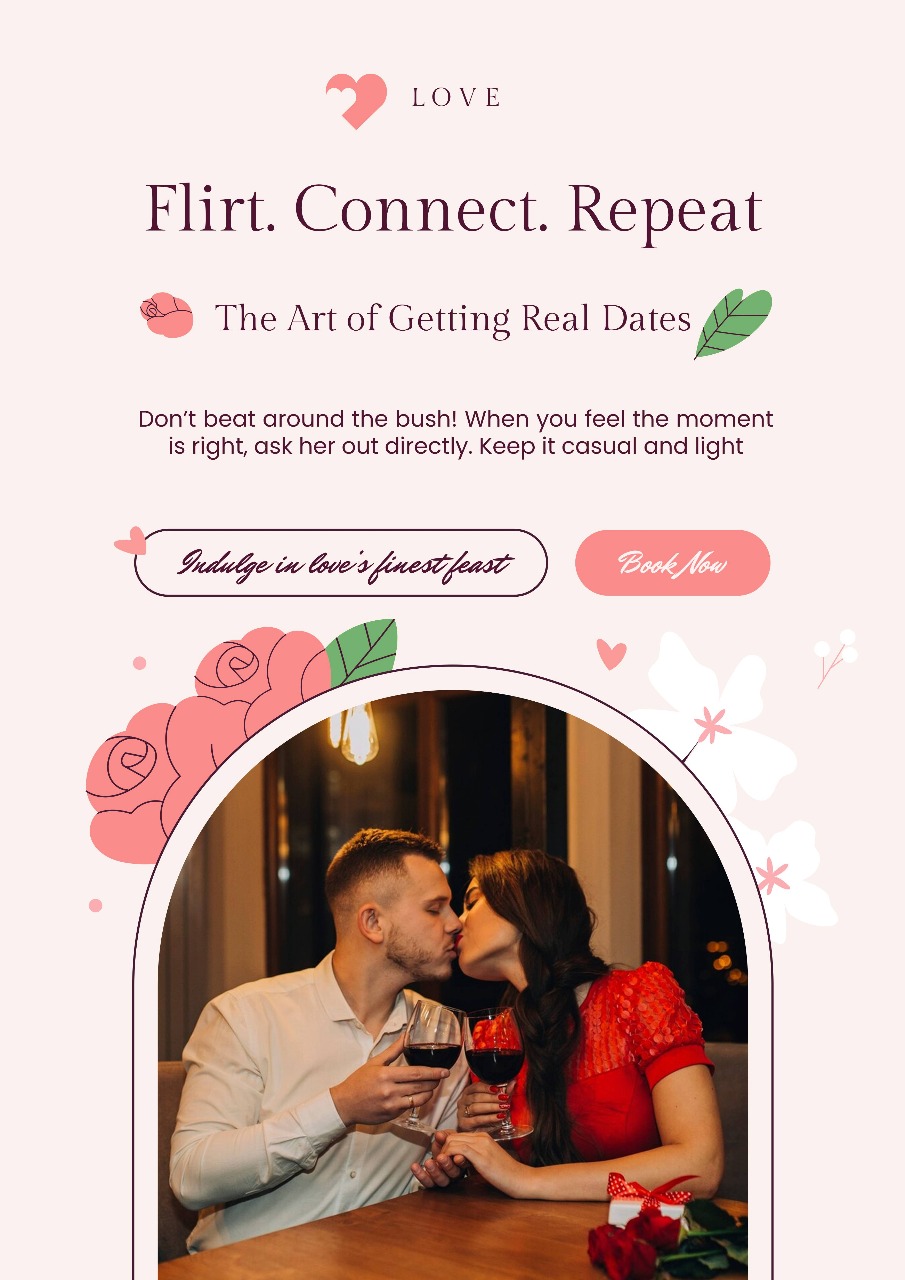 LOVE
Flirt. Connect. Repeat
The Art of Getting Real Dates
Don’t beat around the bush! When you feel the moment
is right, ask her out directly. Keep it casual and light
Indulge in love's finest feast
Book Now